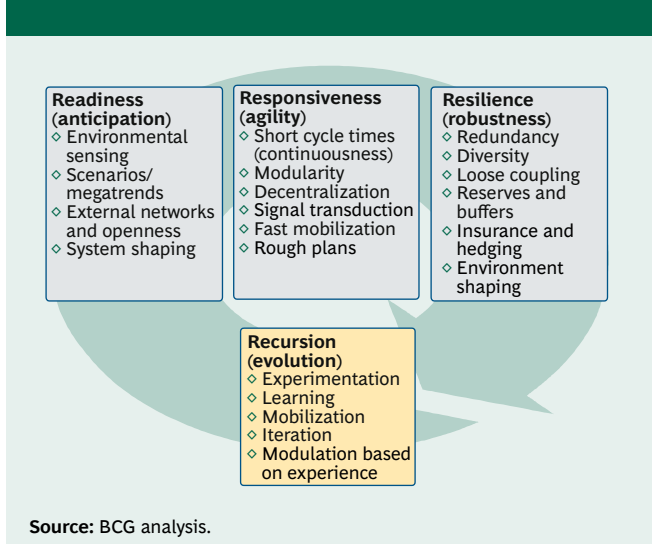 Readiness
(anticipation)
◇ Environmental
sensing
◇ Scenarios/
megatrends
◇ External networks
and openness
◇ System shaping
Responsiveness
(agility)
◇ Short cycle times
(continuousness)
◇ Modularity
◇ Decentralization
◇ Signal transduction
◇ Fast mobilization
◇ Rough plans
Resilience
(robustness)
◇ Redundancy
◇ Diversity
◇ Loose coupling
◇ Reserves and
buffers
◇ Insurance and
hedging
◇ Environment
shaping
Recursion
(evolution)
◇ Experimentation
◇ Learning
◇ Mobilization
◇ Iteration
◇ Modulation based
on experience
Source: BCG analysis.